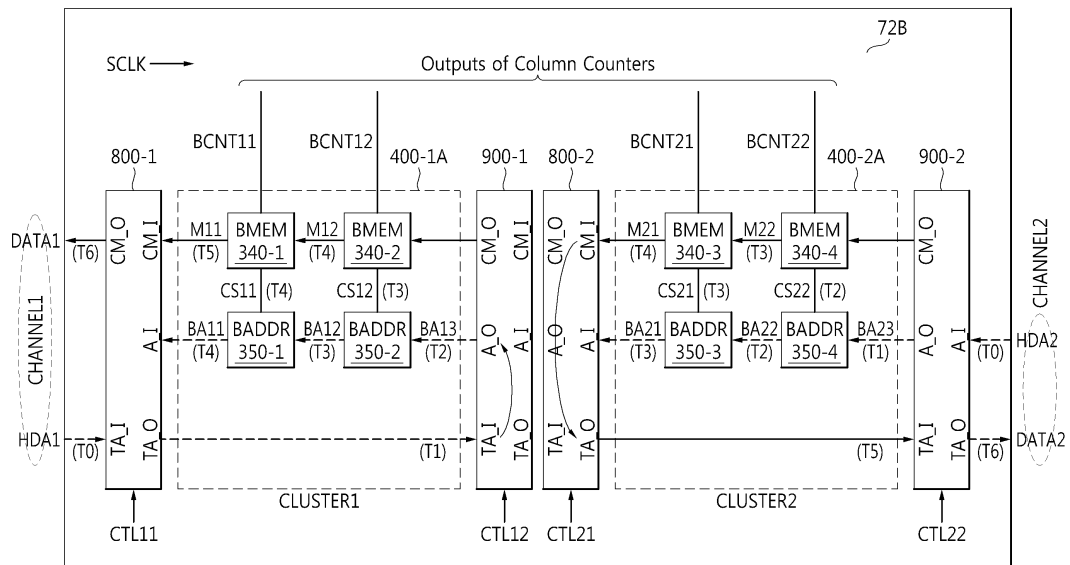 72B
SCLK
Outputs of Column Counters
BCNT11
BCNT12
BCNT21
BCNT22
800-1
400-1A
900-1
800-2
400-2A
900-2
CHANNEL1
DATA1
(T6)
HDA1
(T0)
CM_O
CM_I
A_I
TA_I
TA_O
M11
(T5)
BMEM
340-1
M12
(T4)
BMEM
340-2
CS11
(T4)
CS12
(T3)
BA11
(T4)
BADDR
350-1
BA12
(T3)
BADDR
350-2
BA13
(T2)
(T1)
CM_O
CM_I
A_O
A_I
TA_I
TA_O
CM_O
CM_I
A_O
A_I
TA_I
TA_O
M21
(T4)
BMEM
340-3
M22
(T3)
BMEM
340-4
CS21
(T3)
CS22
(T2)
BA21
(T3)
BADDR
350-3
BA22
(T2)
BADDR
350-4
BA23
(T1)
(T5)
CM_O
CM_I
A_O
A_I
TA_I
TA_O
CHANNEL2
HDA2
(T0)
DATA2
(T6)
CLUSTER1
CLUSTER2
CTL11
CTL12
CTL21
CTL22